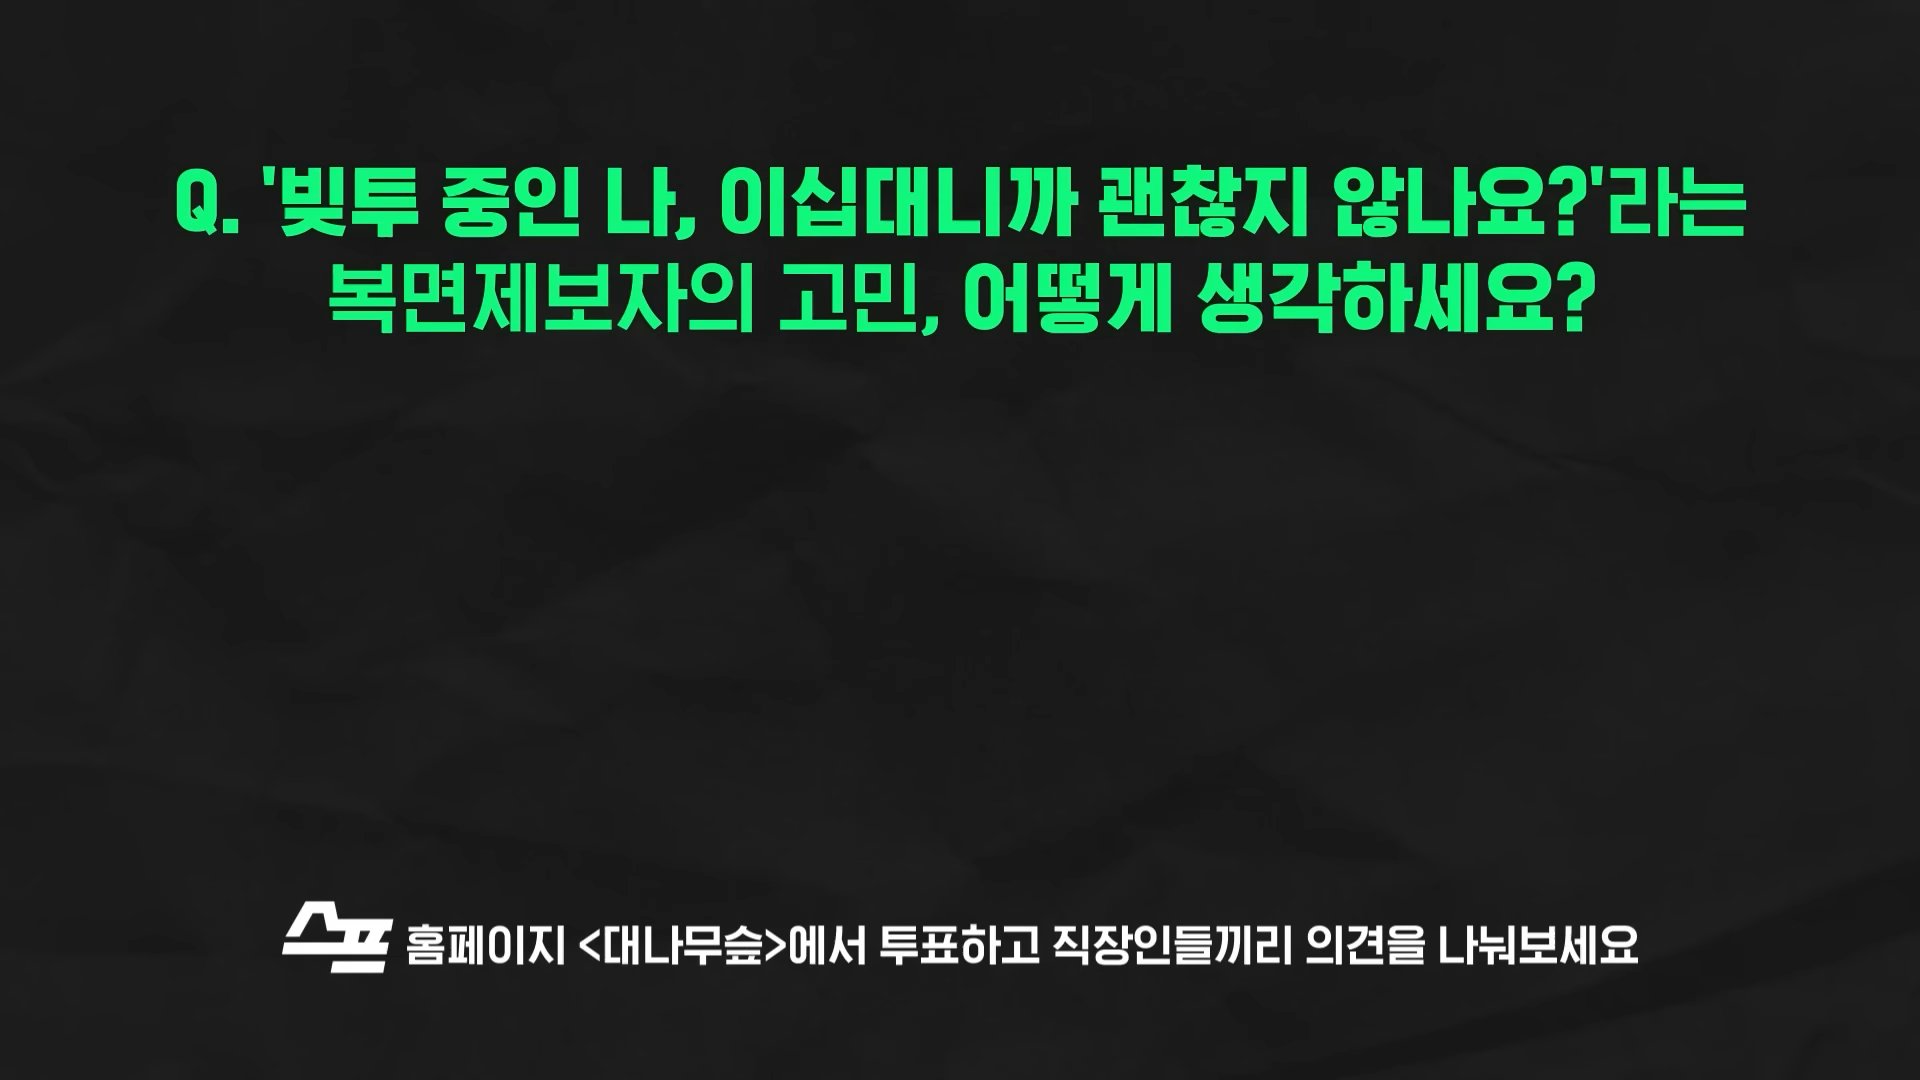 Q. '빚투 중인 나, 이십대니까 괜찮지 않나요?'라는
복면제보자의 고민, 어떻게 생각하세요?
스프 홈페이지 <대나무숲>에서 투표하고 직장인들끼리 의견을 나눠보세요